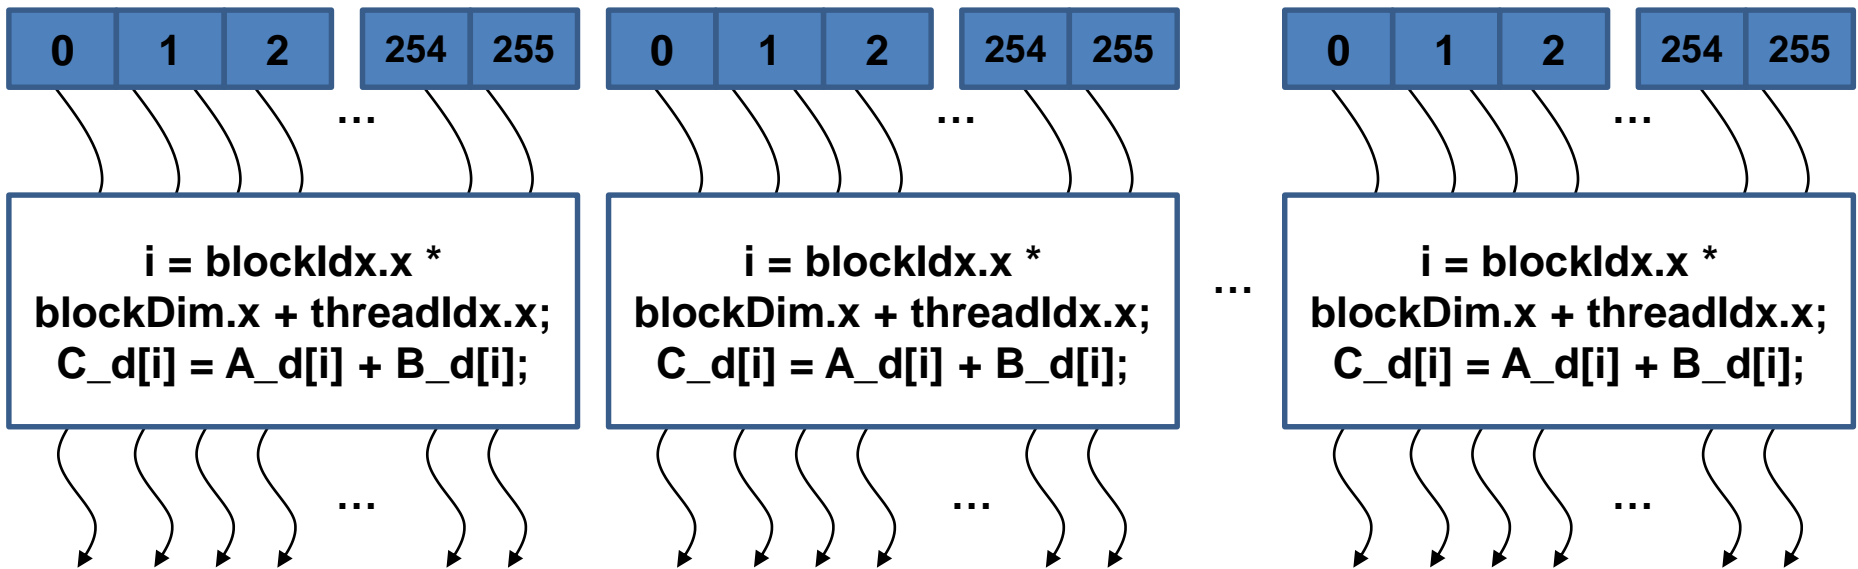 0 1 2 254 255 0 1 2 254 255 0 1 2 254 255
... ... ...
i = blockIdx.x * 
blockDim.x + threadIdx.x;
C_d[i] = A_d[i] + B_d[i];
i = blockIdx.x *
blockDim.x + threadIdx.x;
C_d[i] = A_d[i] + B_d[i];
...
i = blockIdx.x *
blockDim.x + threadIdx.x;
C_d[i] = A_d[i] + B_d[i];
... ... ...